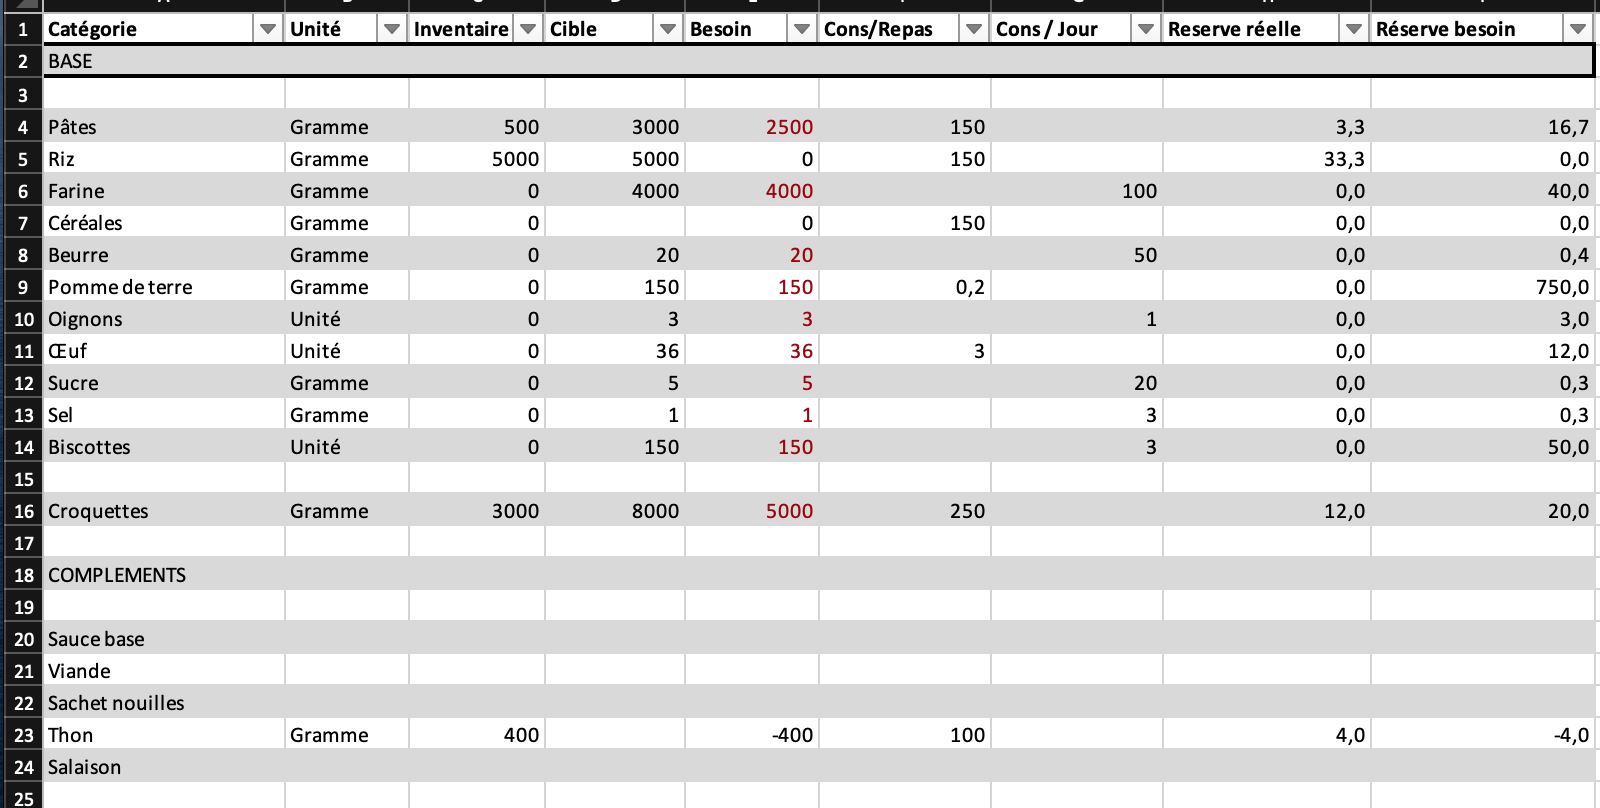 1 Catégorie Unité Inventaire Cible Besoin Cons/Repas Cons / Jour Reserve réelle Réserve besoin
2 BASE
3
4 Pâtes Gramme 500 3000 2500 150 3,3 16,7
5 Riz Gramme 5000 5000 0 150 33,3 0,0
6 Farine Gramme 0 4000 4000 100 0,0 40,0
7 Céréales Gramme 0 0 150 0,0 0,0
8 Beurre Gramme 0 20 20 50 0,0 0,4
9 Pomme de terre Gramme 0 150 150 0,2 0,0 750,0
10 Oignons Unité 0 3 3 1 0,0 3,0
11 Œuf Unité 0 36 36 3 0,0 12,0
12 Sucre Gramme 0 5 5 20 0,0 0,3
13 Sel Gramme 0 1 1 3 0,0 0,3
14 Biscottes Unité 0 150 150 3 0,0 50,0
15
16 Croquettes Gramme 3000 8000 5000 250 12,0 20,0
17
18 COMPLEMENTS
19
20 Sauce base
21 Viande
22 Sachet nouilles
23 Thon Gramme 400 -400 100 4,0 -4,0
24 Salaison
25